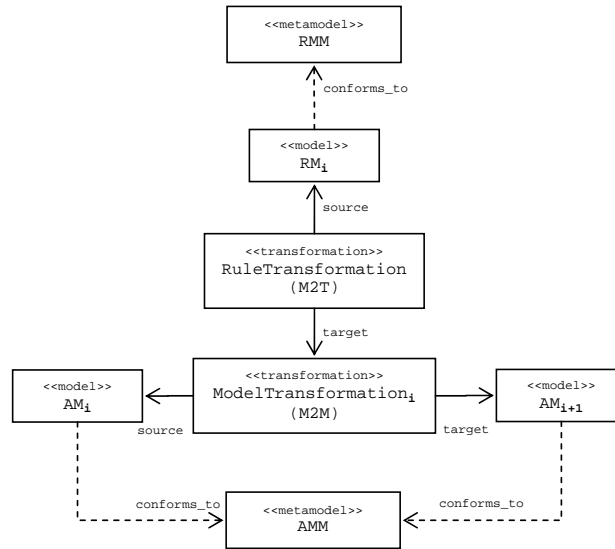 <<metamodel>>
RMM
conforms_to
<<model>>
RMi
source
<<transformation>>
RuleTransformation
(M2T)
target
<<model>>
AMi
source
<<transformation>>
ModelTransformationi
(M2M)
target
<<model>>
AMi+1
conforms_to
conforms_to
<<metamodel>>
AMM